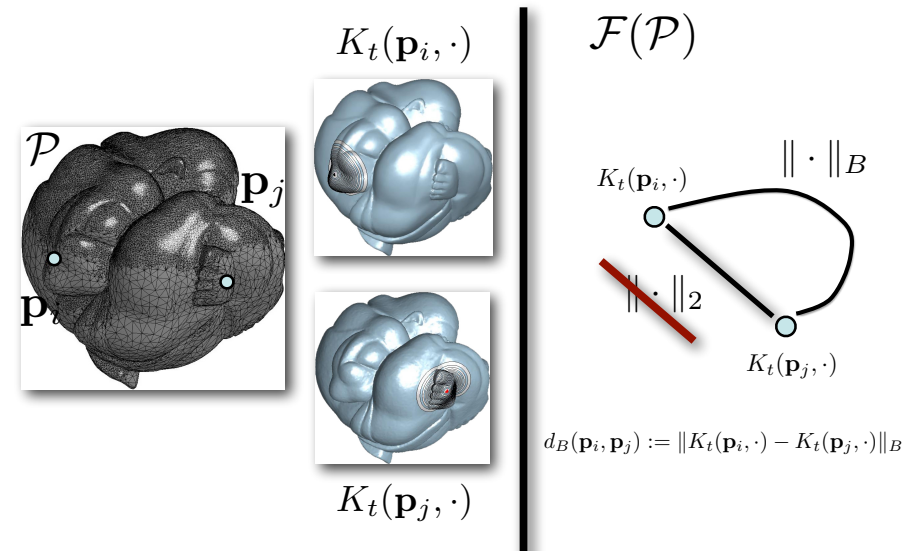 K_t(𝐩_i, ·)
𝒫
𝐩_j
𝐩_i
K_t(𝐩_j, ·)
ℱ(𝒫)
‖ · ‖_B
K_t(𝐩_i, ·)
‖ · ‖_2
K_t(𝐩_j, ·)
d_B(𝐩_i, 𝐩_j) := ‖K_t(𝐩_i, ·) − K_t(𝐩_j, ·)‖_B